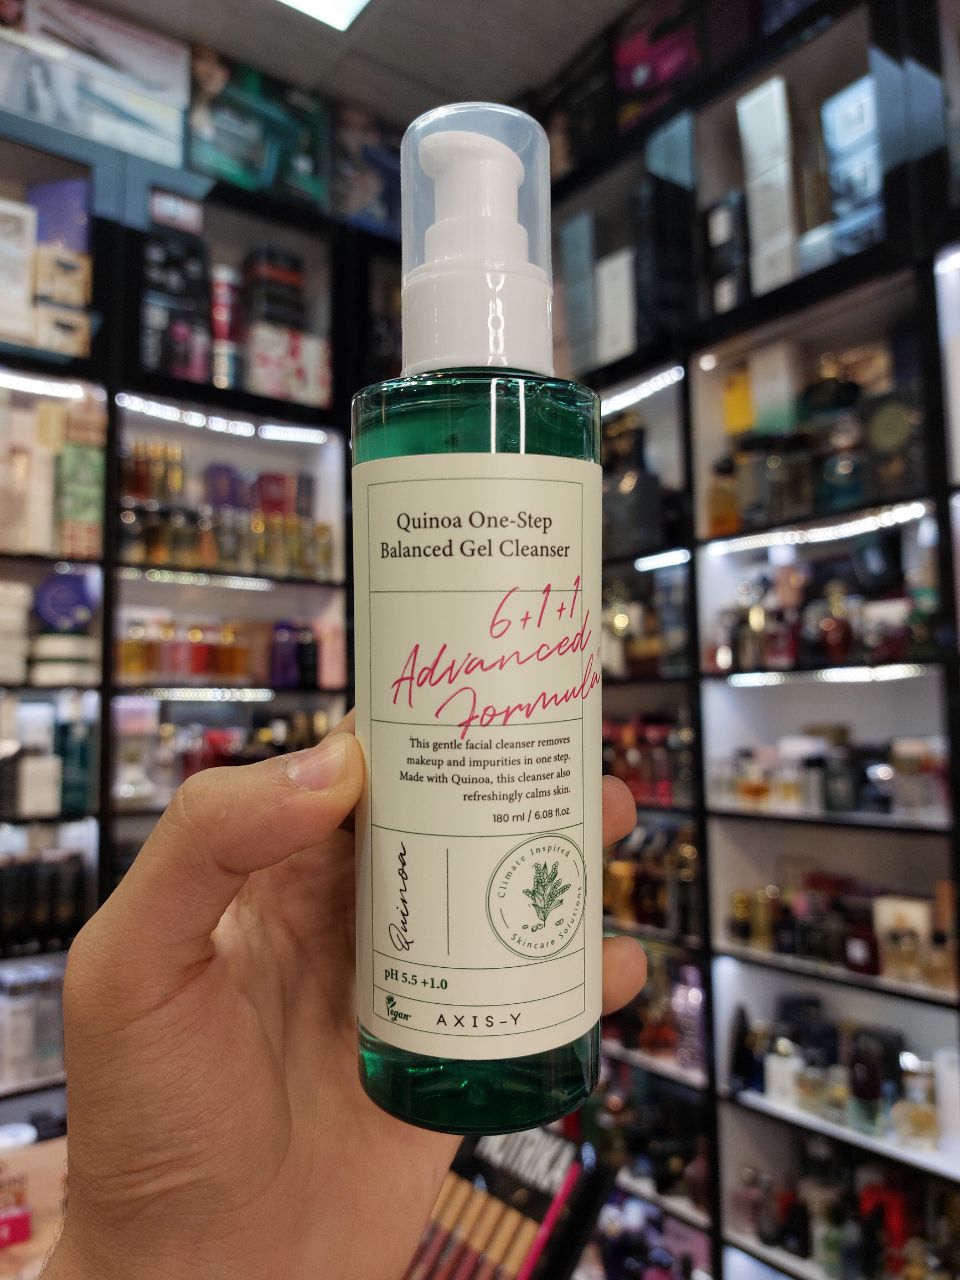 Quinoa One-Step
Balanced Gel Cleanser
6+1+1
Advanced
Formula
This gentle facial cleanser removes
makeup and impurities in one step.
Made with Quinoa, this cleanser also
refreshingly calms skin.
180 ml / 6.08 fl.oz.
Quinoa
Climate Inspired
Skincare Solutions
pH 5.5 +1.0
Vegan
AXIS-Y